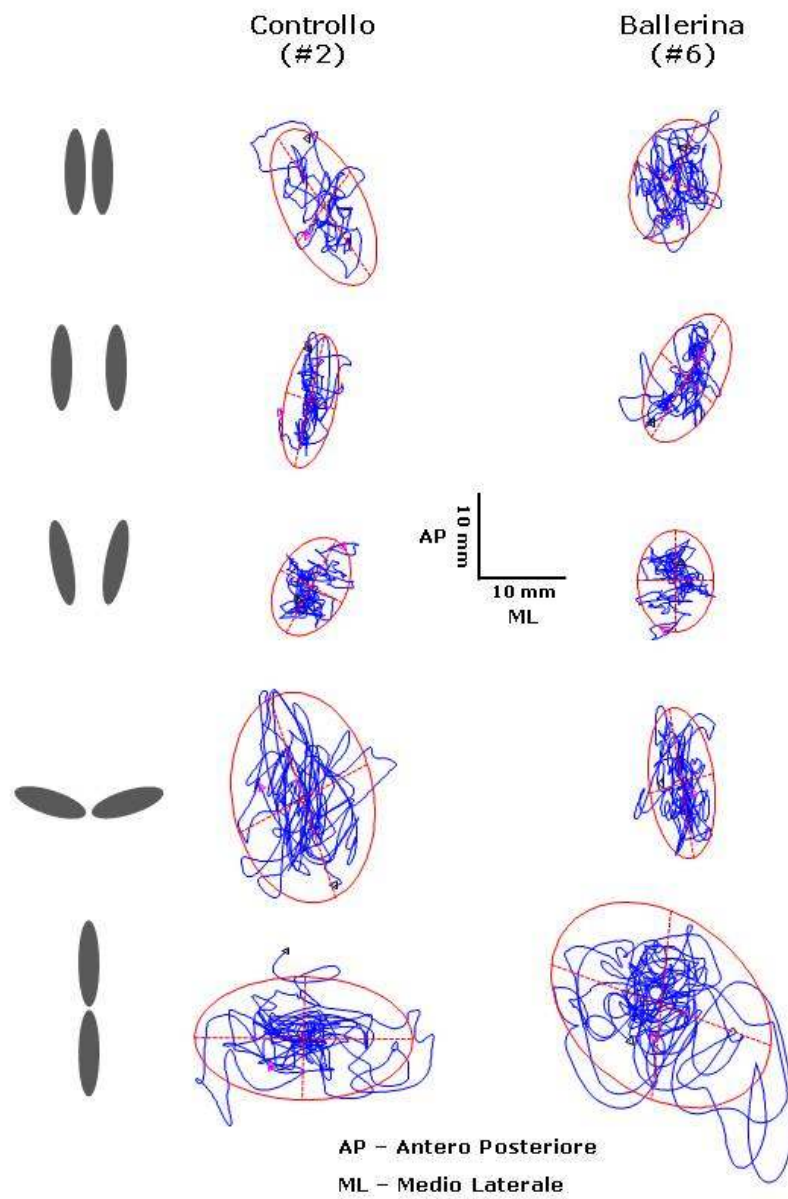 Controllo
(#2)
Ballerina
(#6)
AP
10 mm
10 mm
ML
AP – Antero Posteriore
ML – Medio Laterale